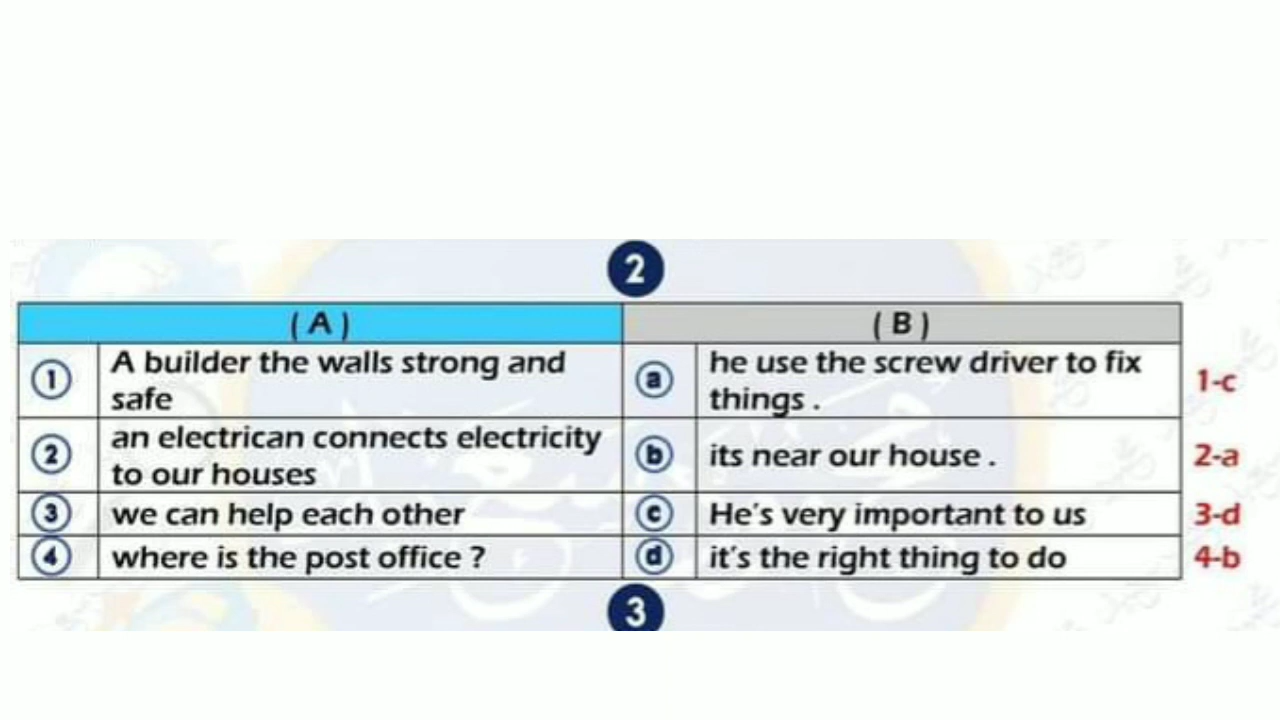 2
( A ) ( B )
1 A builder the walls strong and
safe
a he use the screw driver to fix
things .
1-c
2 an electrican connects electricity
to our houses
b its near our house .
2-a
3 we can help each other
c He's very important to us
3-d
4 where is the post office ?
d it's the right thing to do
4-b
3